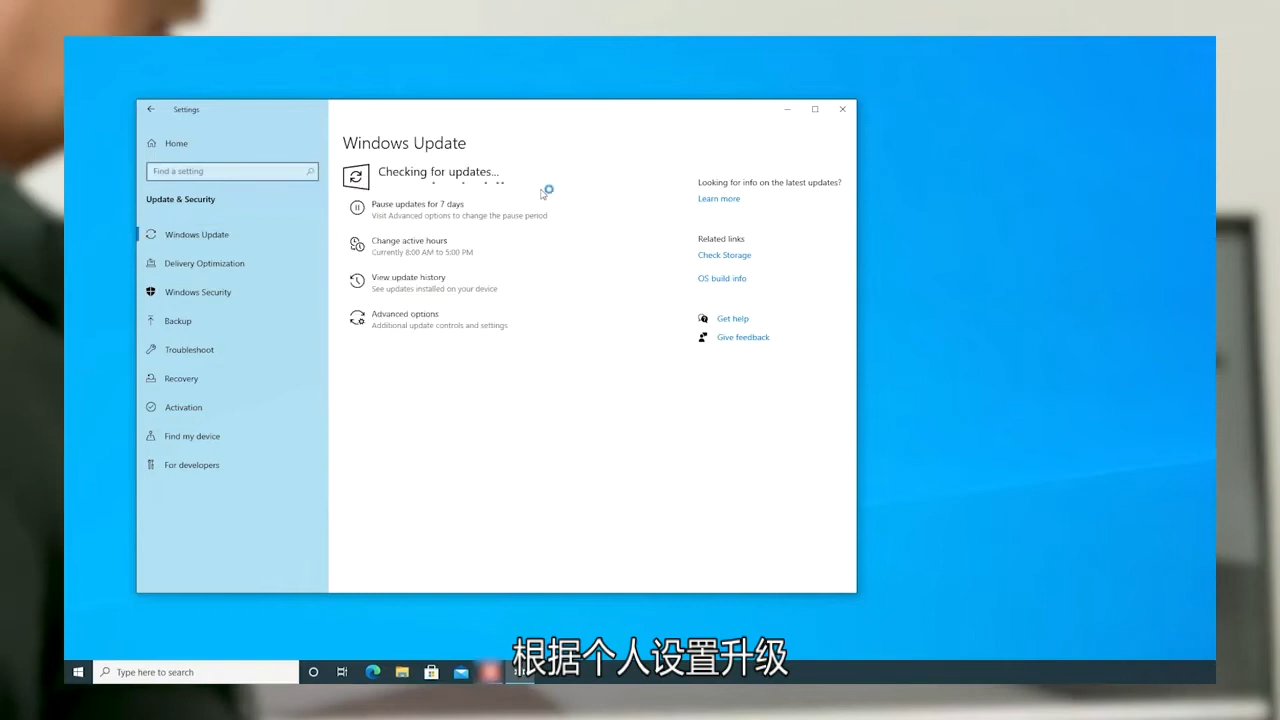 Settings
Home
Find a setting
Update & Security
Windows Update
Delivery Optimization
Windows Security
Backup
Troubleshoot
Recovery
Activation
Find my device
For developers
Windows Update
Checking for updates...
Pause updates for 7 days
Visit Advanced options to change the pause period
Change active hours
Currently 8:00 AM to 5:00 PM
View update history
See updates installed on your device
Advanced options
Additional update controls and settings
Looking for info on the latest updates?
Learn more
Related links
Check Storage
OS build info
Get help
Give feedback
根据个人设置升级
Type here to search